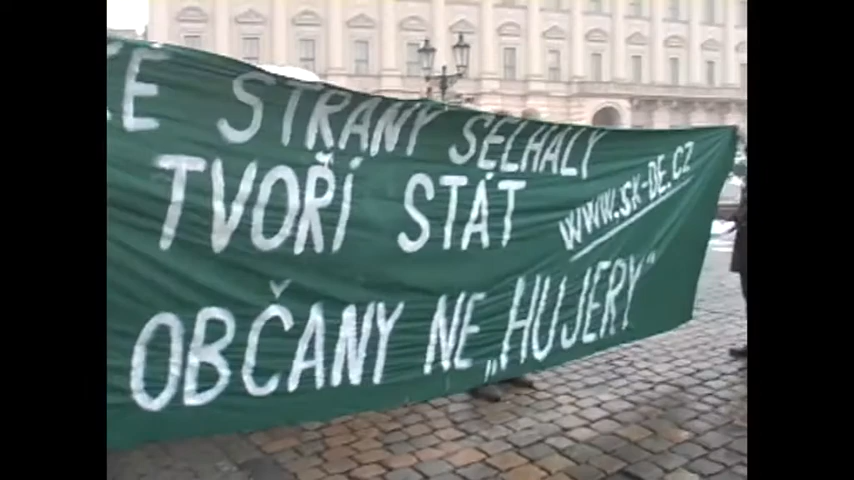 STRANY SELHALY
TVOŘÍ STÁT
WWW.SK-DE.CZ
OBČANY NE „HUJERY“